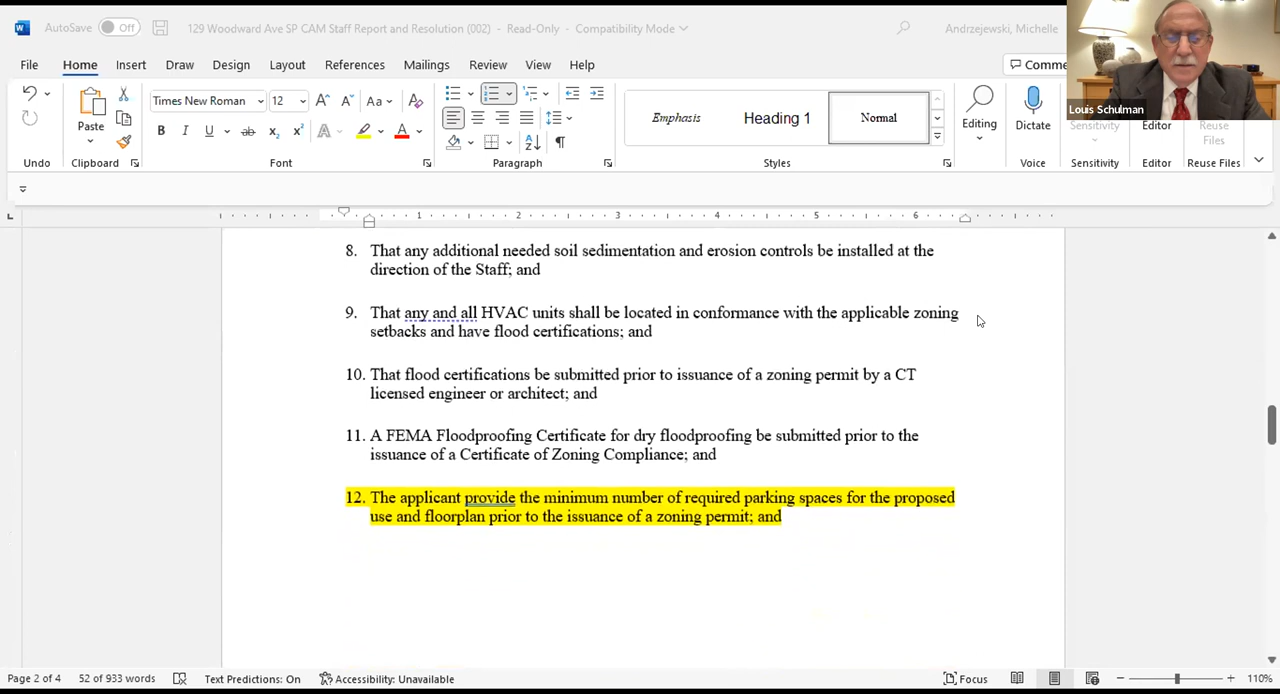 AutoSave Off 129 Woodward Ave SP CAM Staff Report and Resolution (002) - Read-Only - Compatibility Mode Andrzejewski, Michelle
File Home Insert Draw Design Layout References Mailings Review View Help Comme
Louis Schulman
Times New Roman 12 Aa
Paste
Emphasis Heading 1 Normal
Editing Dictate Sensitivity Editor Reuse Files
Undo Clipboard Font Paragraph Styles Voice Sensitivity Editor Reuse Files
1 2 3 4 5 6
8. That any additional needed soil sedimentation and erosion controls be installed at the
direction of the Staff; and
9. That any and all HVAC units shall be located in conformance with the applicable zoning
setbacks and have flood certifications; and
10. That flood certifications be submitted prior to issuance of a zoning permit by a CT
licensed engineer or architect; and
11. A FEMA Floodproofing Certificate for dry floodproofing be submitted prior to the
issuance of a Certificate of Zoning Compliance; and
12. The applicant provide the minimum number of required parking spaces for the proposed
use and floorplan prior to the issuance of a zoning permit; and
Page 2 of 4 52 of 933 words Text Predictions: On Accessibility: Unavailable Focus 110%